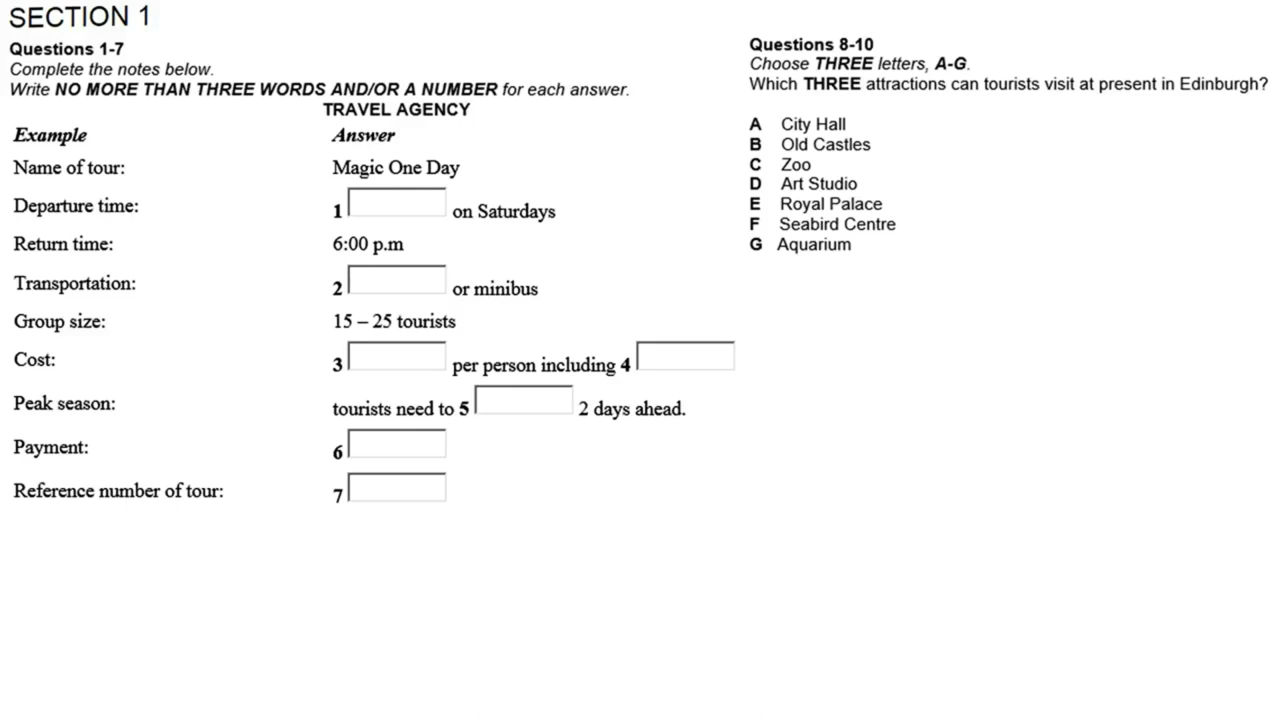 SECTION 1
Questions 1-7
Complete the notes below.
Write NO MORE THAN THREE WORDS AND/OR A NUMBER for each answer.
TRAVEL AGENCY
Example Answer
Name of tour: Magic One Day
Departure time: 1 on Saturdays
Return time: 6:00 p.m
Transportation: 2 or minibus
Group size: 15 – 25 tourists
Cost: 3 per person including 4
Peak season: tourists need to 5 2 days ahead.
Payment: 6
Reference number of tour: 7
Questions 8-10
Choose THREE letters, A-G.
Which THREE attractions can tourists visit at present in Edinburgh?
A City Hall
B Old Castles
C Zoo
D Art Studio
E Royal Palace
F Seabird Centre
G Aquarium